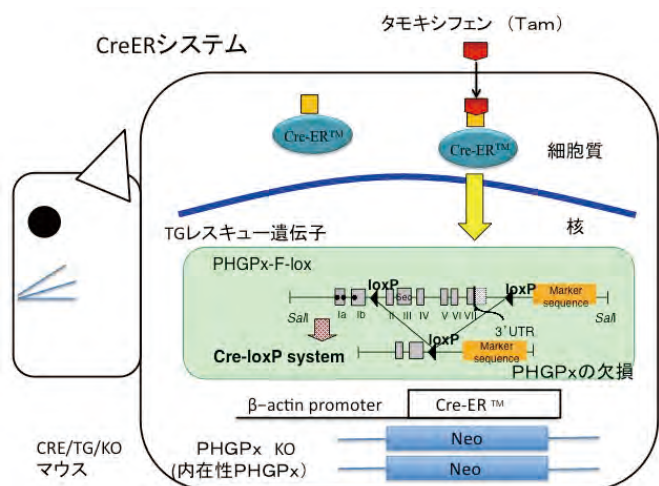 CreERシステム
タモキシフェン （Tam）
Cre-ER™
Cre-ER™
細胞質
核
TGレスキュー遺伝子
PHGPx-F-lox
loxP
loxP
Marker sequence
SalI
Ia
Ib
II
Sec
III
IV
V
VI
VII
SalI
3'UTR
loxP
Cre-loxP system
Marker sequence
PHGPxの欠損
β-actin promoter
Cre-ER ™
CRE/TG/KO
マウス
PHGPx KO
(内在性PHGPx)
Neo
Neo